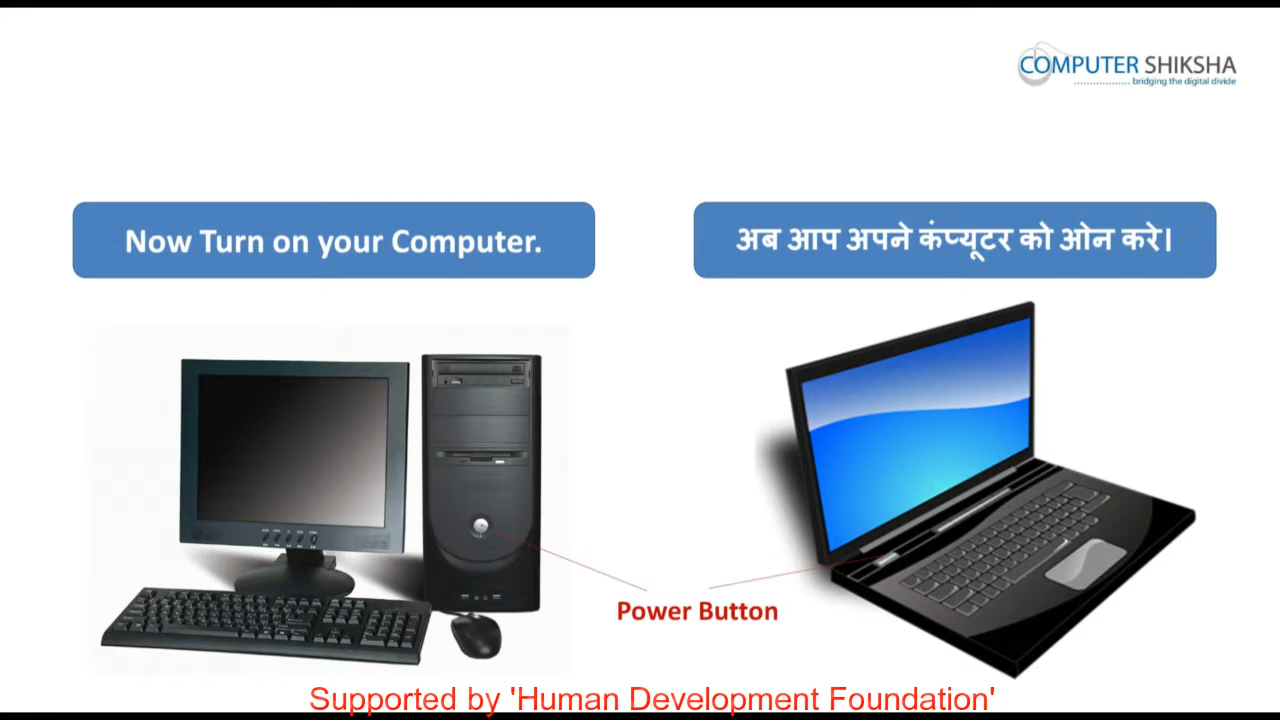 COMPUTER SHIKSHA
bridging the digital divide
Now Turn on your Computer.
अब आप अपने कंप्यूटर को ओन करे।
Power Button
Supported by 'Human Development Foundation'